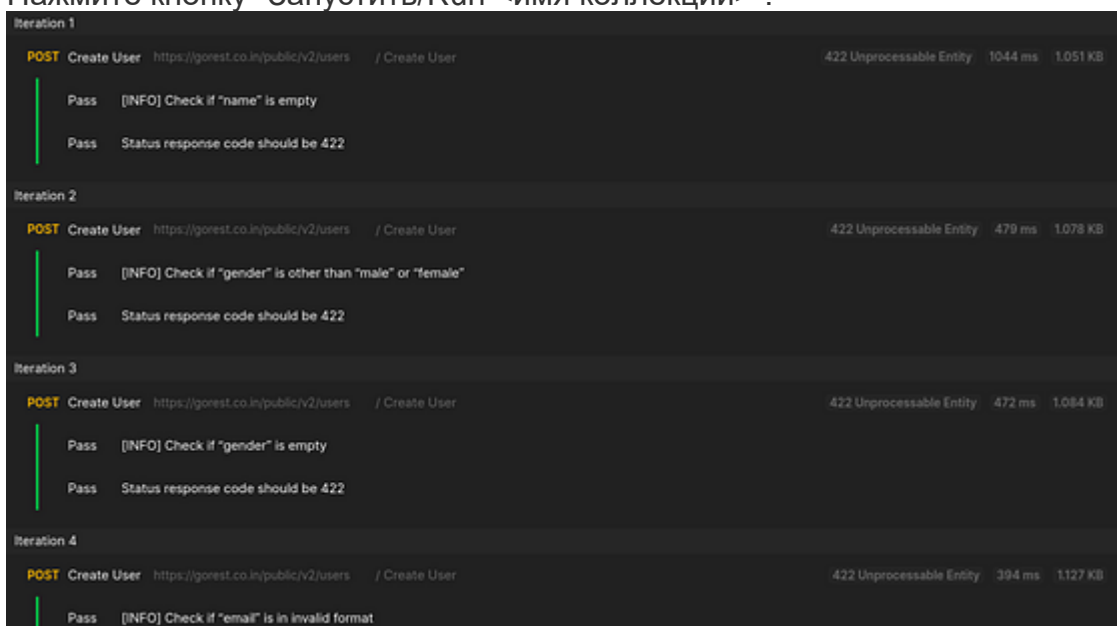 Нажмите кнопку "Запустить/Run <имя коллекции>".
Iteration 1
POST Create User https://gorest.co.in/public/v2/users / Create User 422 Unprocessable Entity 1044 ms 1.051 KB
Pass [INFO] Check if “name” is empty
Pass Status response code should be 422
Iteration 2
POST Create User https://gorest.co.in/public/v2/users / Create User 422 Unprocessable Entity 479 ms 1.078 KB
Pass [INFO] Check if “gender” is other than “male” or “female”
Pass Status response code should be 422
Iteration 3
POST Create User https://gorest.co.in/public/v2/users / Create User 422 Unprocessable Entity 472 ms 1.084 KB
Pass [INFO] Check if “gender” is empty
Pass Status response code should be 422
Iteration 4
POST Create User https://gorest.co.in/public/v2/users / Create User 422 Unprocessable Entity 394 ms 1.127 KB
Pass [INFO] Check if “email” is in invalid format